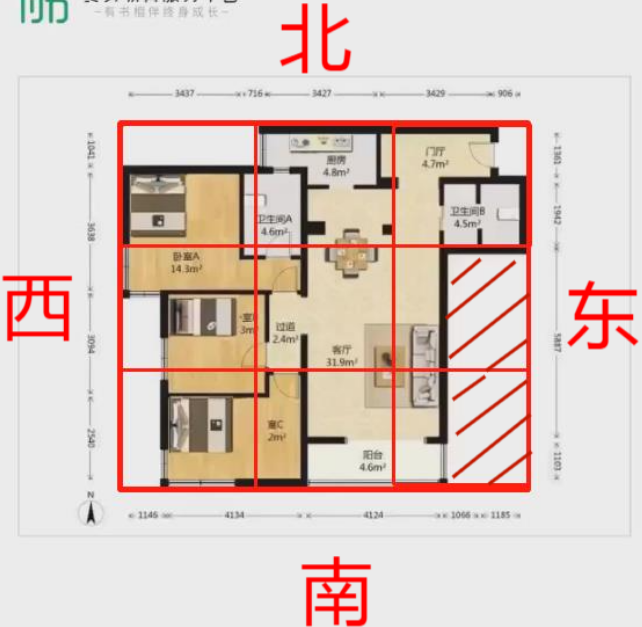 -有书相伴终身成长-
北
3437 716 3427 3429 906
1041 3638 3094 2540
1361 1942 5887 1103
厨房
4.8m²
门厅
4.7m²
卫生间A
4.6m²
卫生间B
4.5m²
卧室A
14.3m²
西
东
室
3m²
过道
2.4m²
客厅
31.9m²
室C
2m²
阳台
4.6m²
N
1146 4134 4124 1066 1185
南